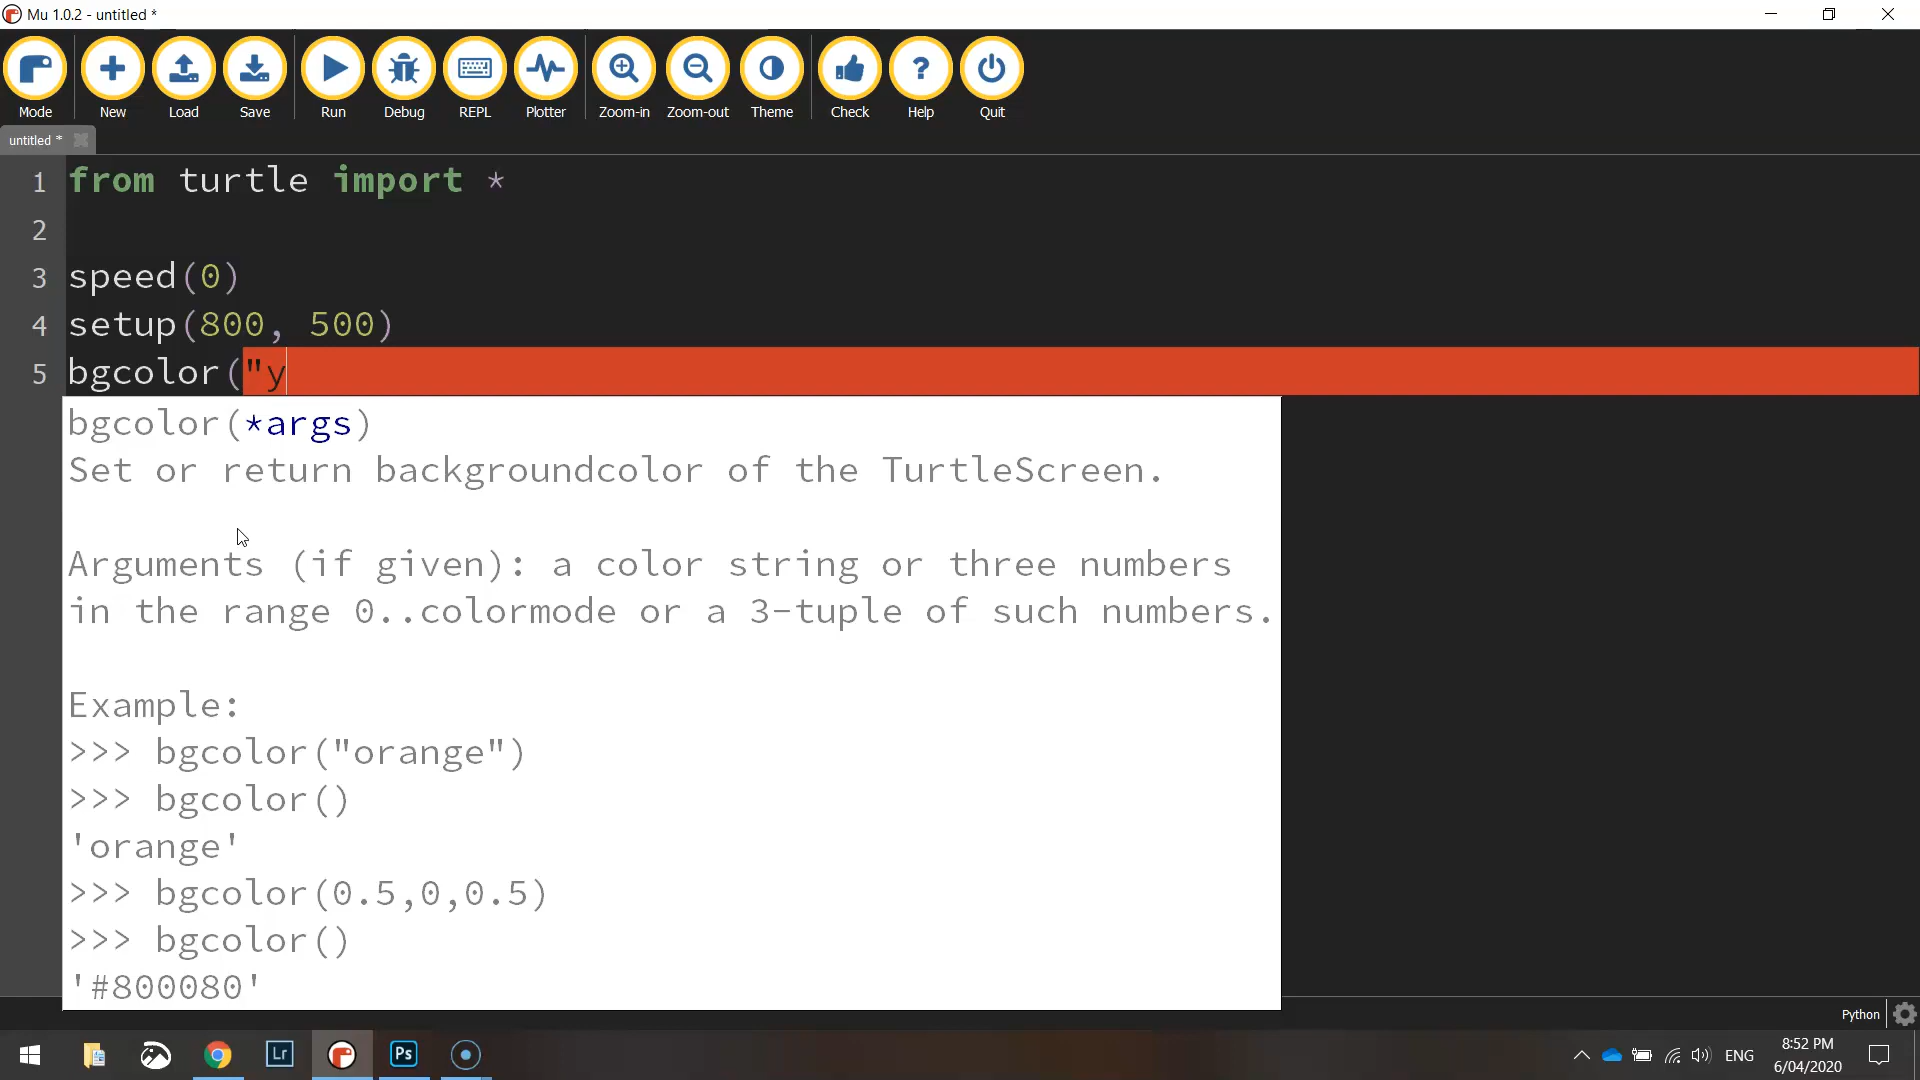 Mu 1.0.2 - untitled *
Mode New Load Save Run Debug REPL Plotter Zoom-in Zoom-out Theme Check Help Quit
untitled *
1 from turtle import *
2
3 speed(0)
4 setup(800, 500)
5 bgcolor("y
bgcolor(*args)
Set or return backgroundcolor of the TurtleScreen.
Arguments (if given): a color string or three numbers
in the range 0..colormode or a 3-tuple of such numbers.
Example:
>>> bgcolor("orange")
>>> bgcolor()
'orange'
>>> bgcolor(0.5,0,0.5)
>>> bgcolor()
'#800080'
Python
Lr Ps ENG 8:52 PM
6/04/2020